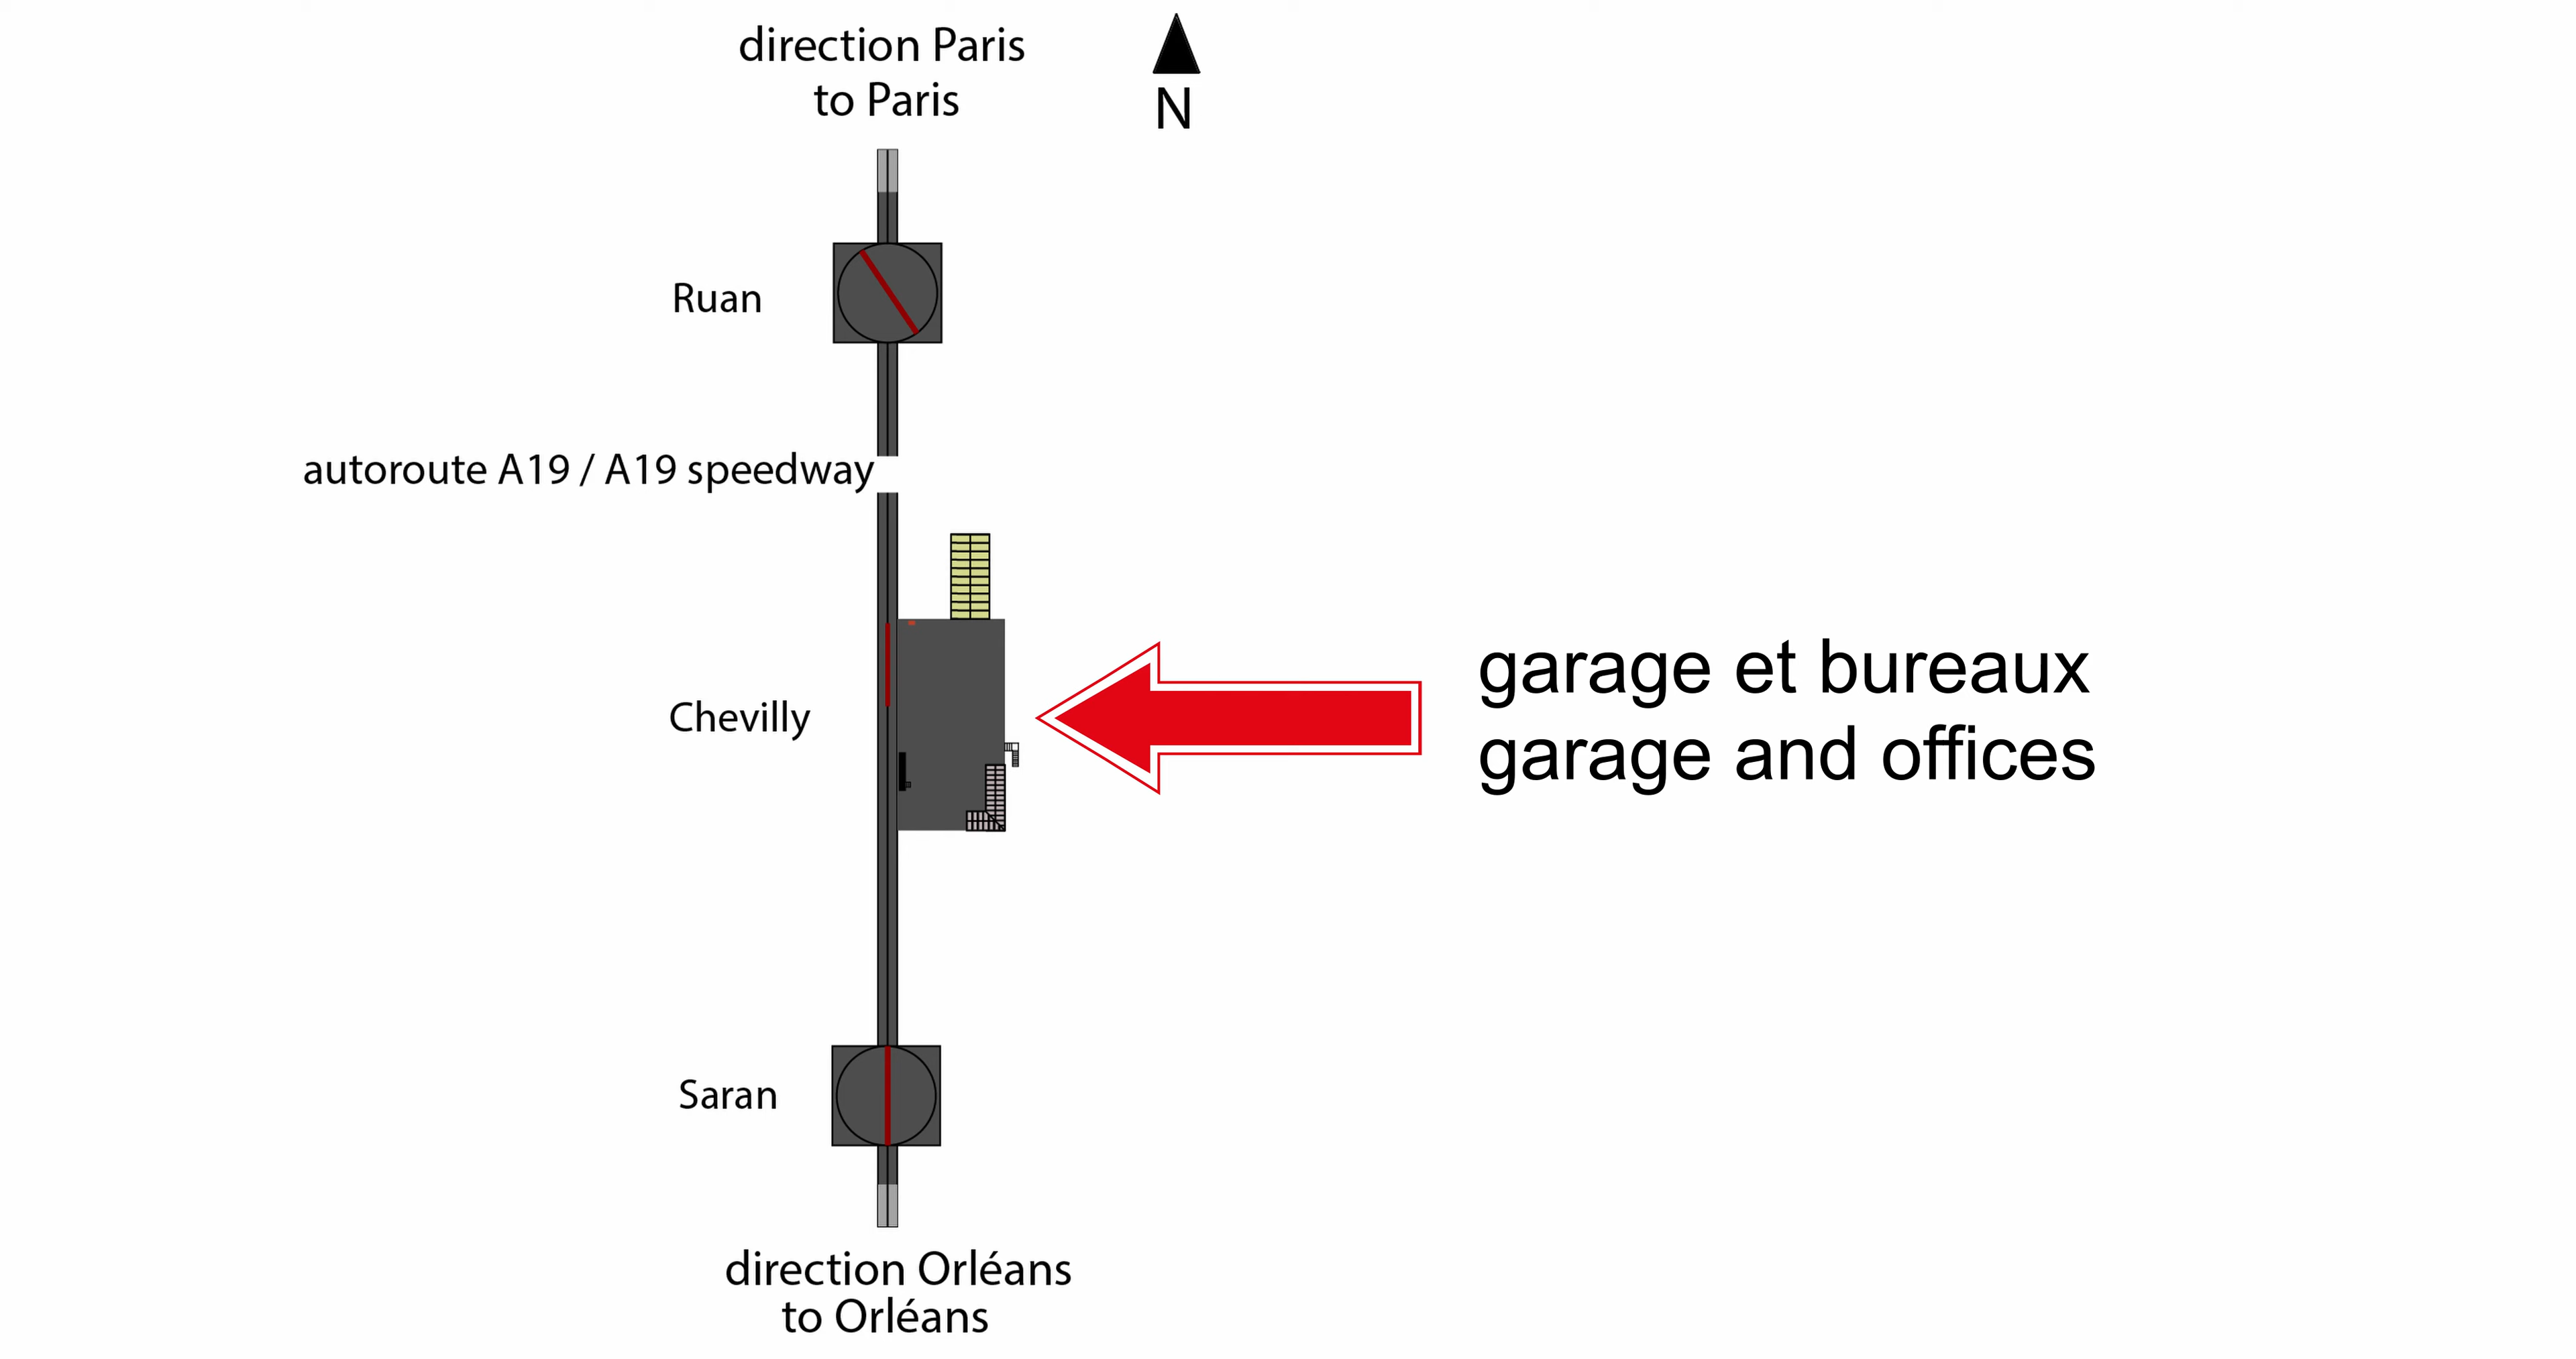 direction Paris
to Paris
N
Ruan
autoroute A19 / A19 speedway
garage et bureaux
garage and offices
Chevilly
Saran
direction Orléans
to Orléans